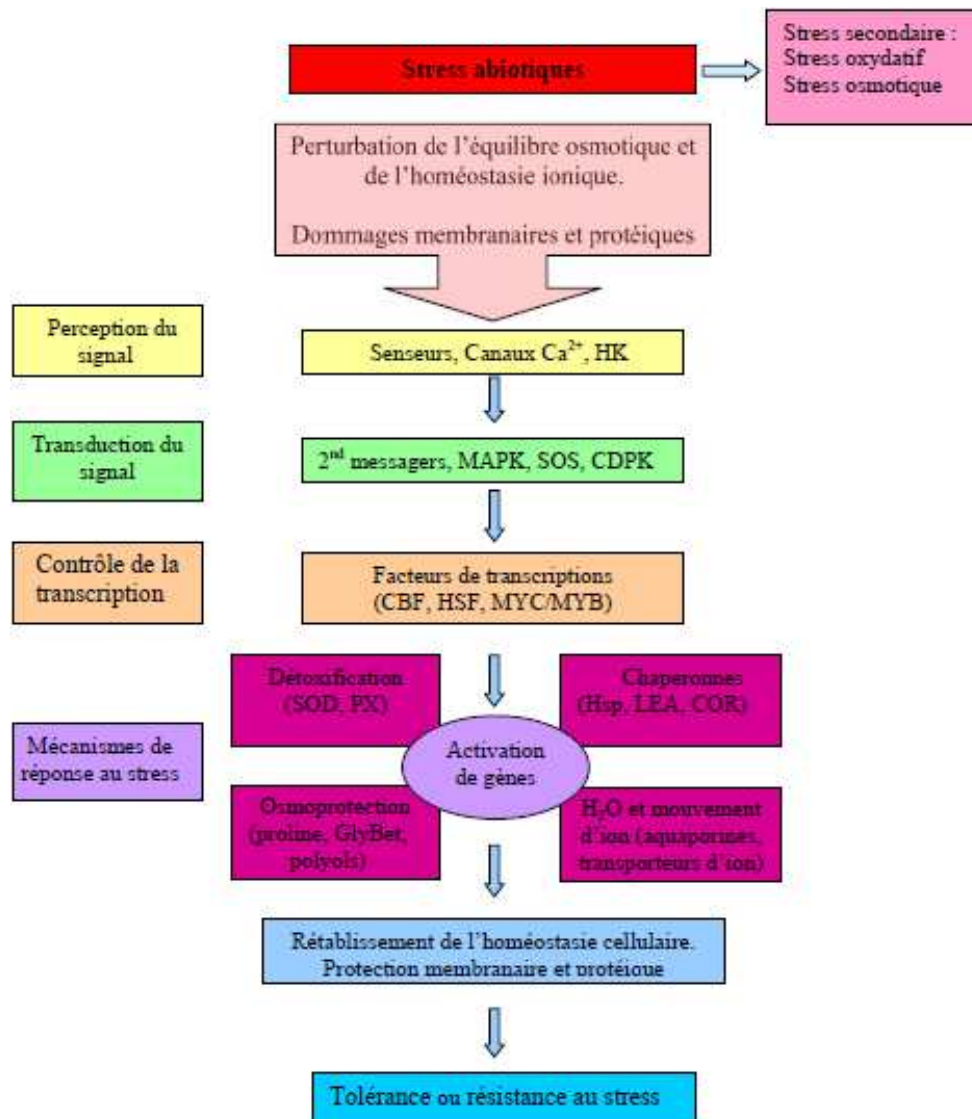 Stress abiotiques
Stress secondaire :
Stress oxydatif
Stress osmotique
Perturbation de l'équilibre osmotique et
de l'homéostasie ionique.
Dommages membranaires et protéiques
Perception du
signal
Senseurs, Canaux Ca²⁺, HK
Transduction du
signal
2ⁿᵈ messagers, MAPK, SOS, CDPK
Contrôle de la
transcription
Facteurs de transcriptions
(CBF, HSF, MYC/MYB)
Détoxification
(SOD, PX)
Chaperonnes
(Hsp, LEA, COR)
Mécanismes de
réponse au stress
Activation
de gènes
Osmoprotection
(proline, GlyBet,
polyols)
H₂O et mouvement
d'ion (aquaporines,
transporteurs d'ion)
Rétablissement de l'homéostasie cellulaire.
Protection membranaire et protéique
Tolérance ou résistance au stress